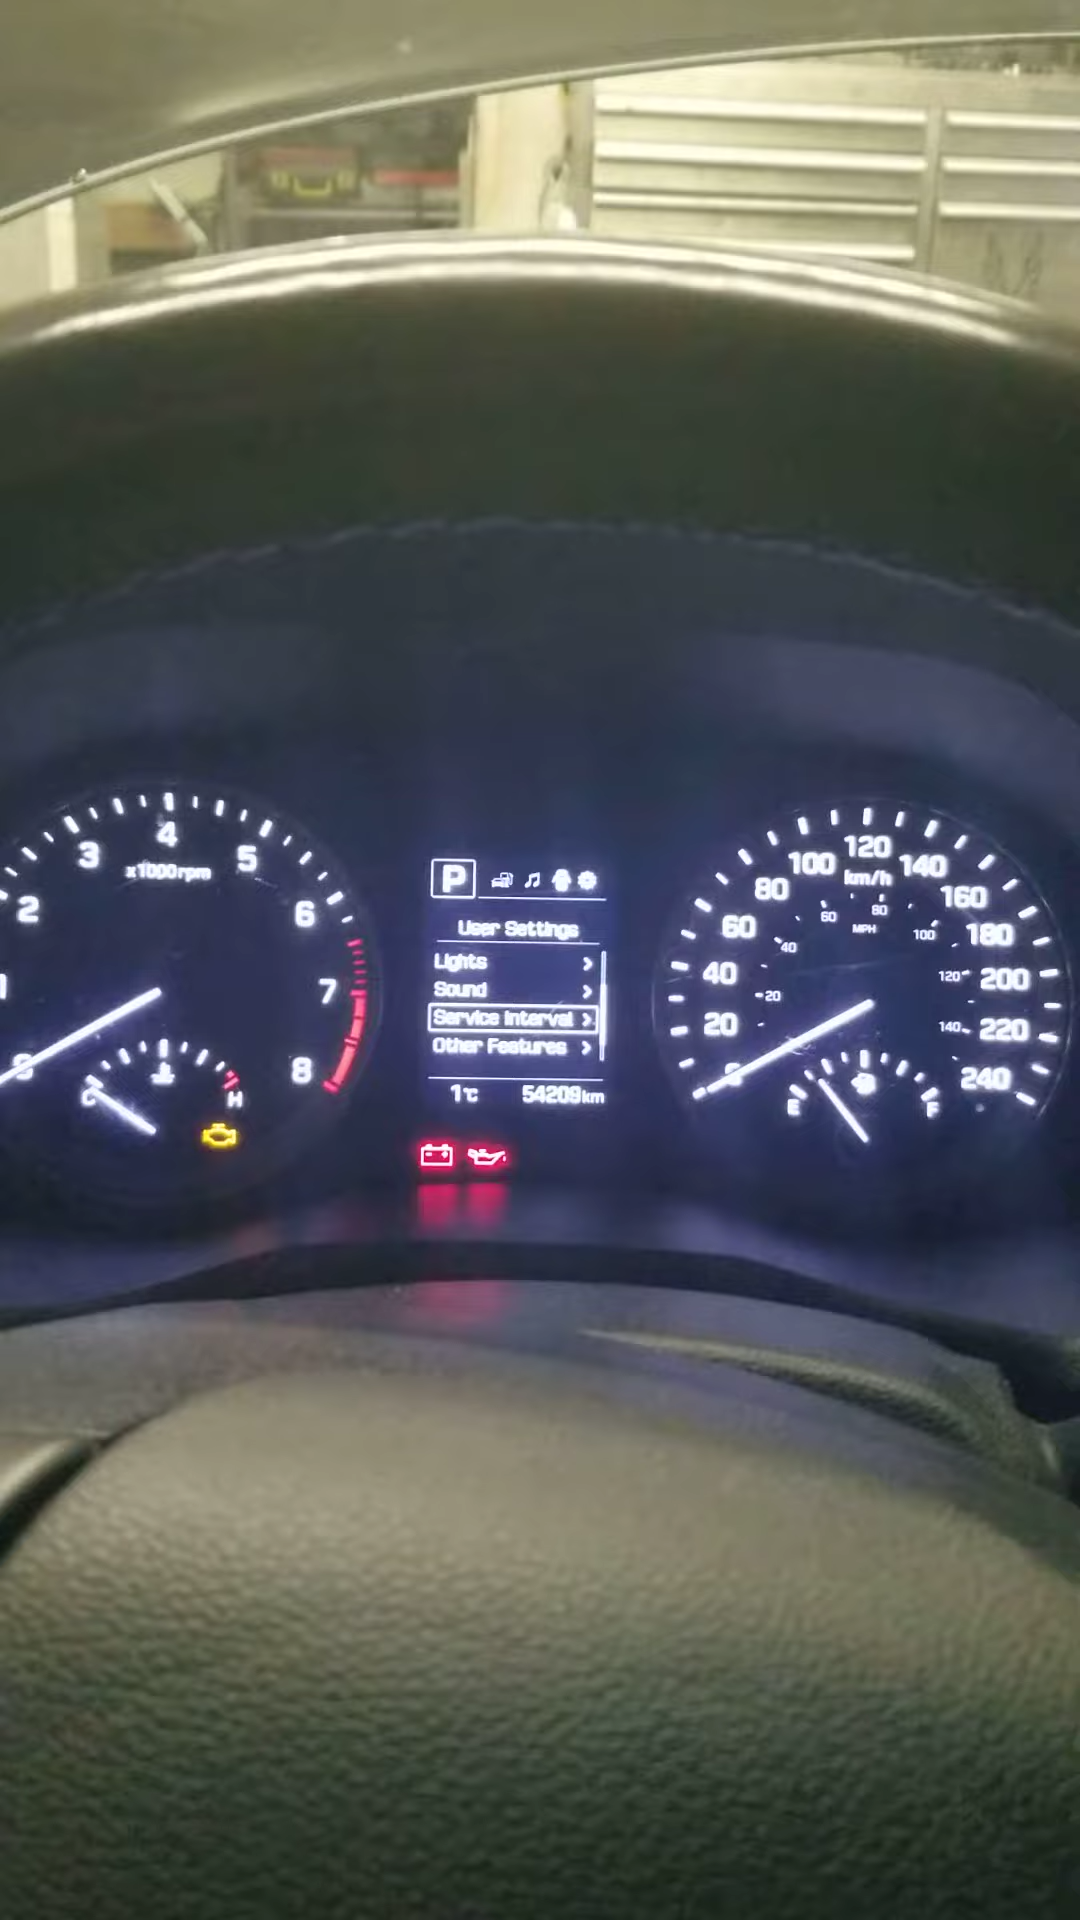 1
2
3
4
5
6
7
8
x1000rpm
C
H
P
User Settings
Lights
Sound
Service Interval
Other Features
1°C
54209km
20
40
60
80
100
120
140
160
180
200
220
240
km/h
MPH
20
40
60
80
100
120
140
E
F